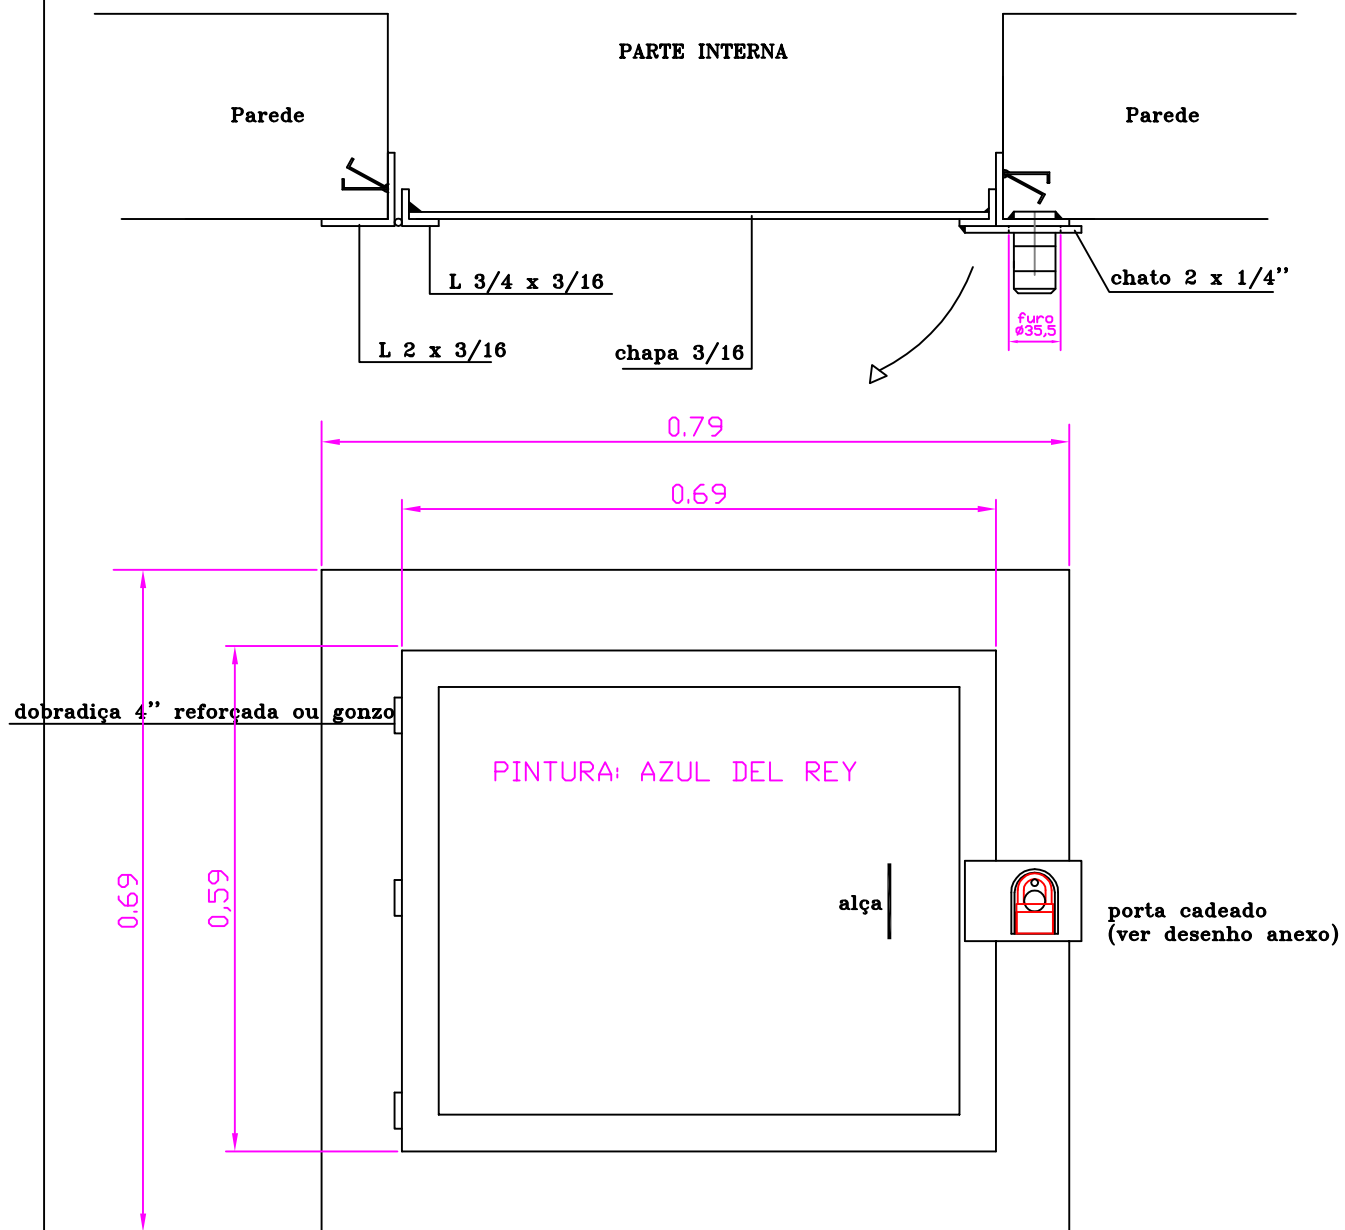 PARTE INTERNA
Parede
Parede
L 3/4 x 3/16
chato 2 x 1/4’’
furo
ø35,5
L 2 x 3/16
chapa 3/16
0.79
0.69
dobradiça 4’’ reforçada ou gonzo
PINTURA: AZUL DEL REY
0.69
0,59
alça
porta cadeado
(ver desenho anexo)